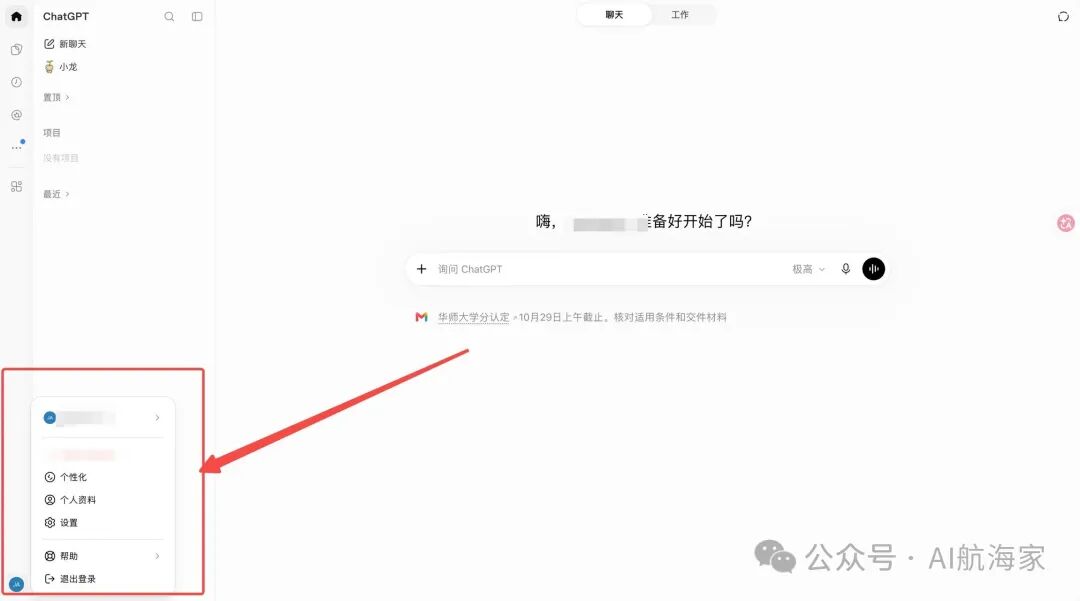 ChatGPT
新聊天
小龙
置顶
项目
没有项目
最近
聊天
工作
嗨，
备好开始了吗？
询问 ChatGPT
极高
华师大学分认定
10月29日上午截止。核对适用条件和交件材料
JA
个性化
个人资料
设置
帮助
退出登录
JA
公众号 · AI航海家